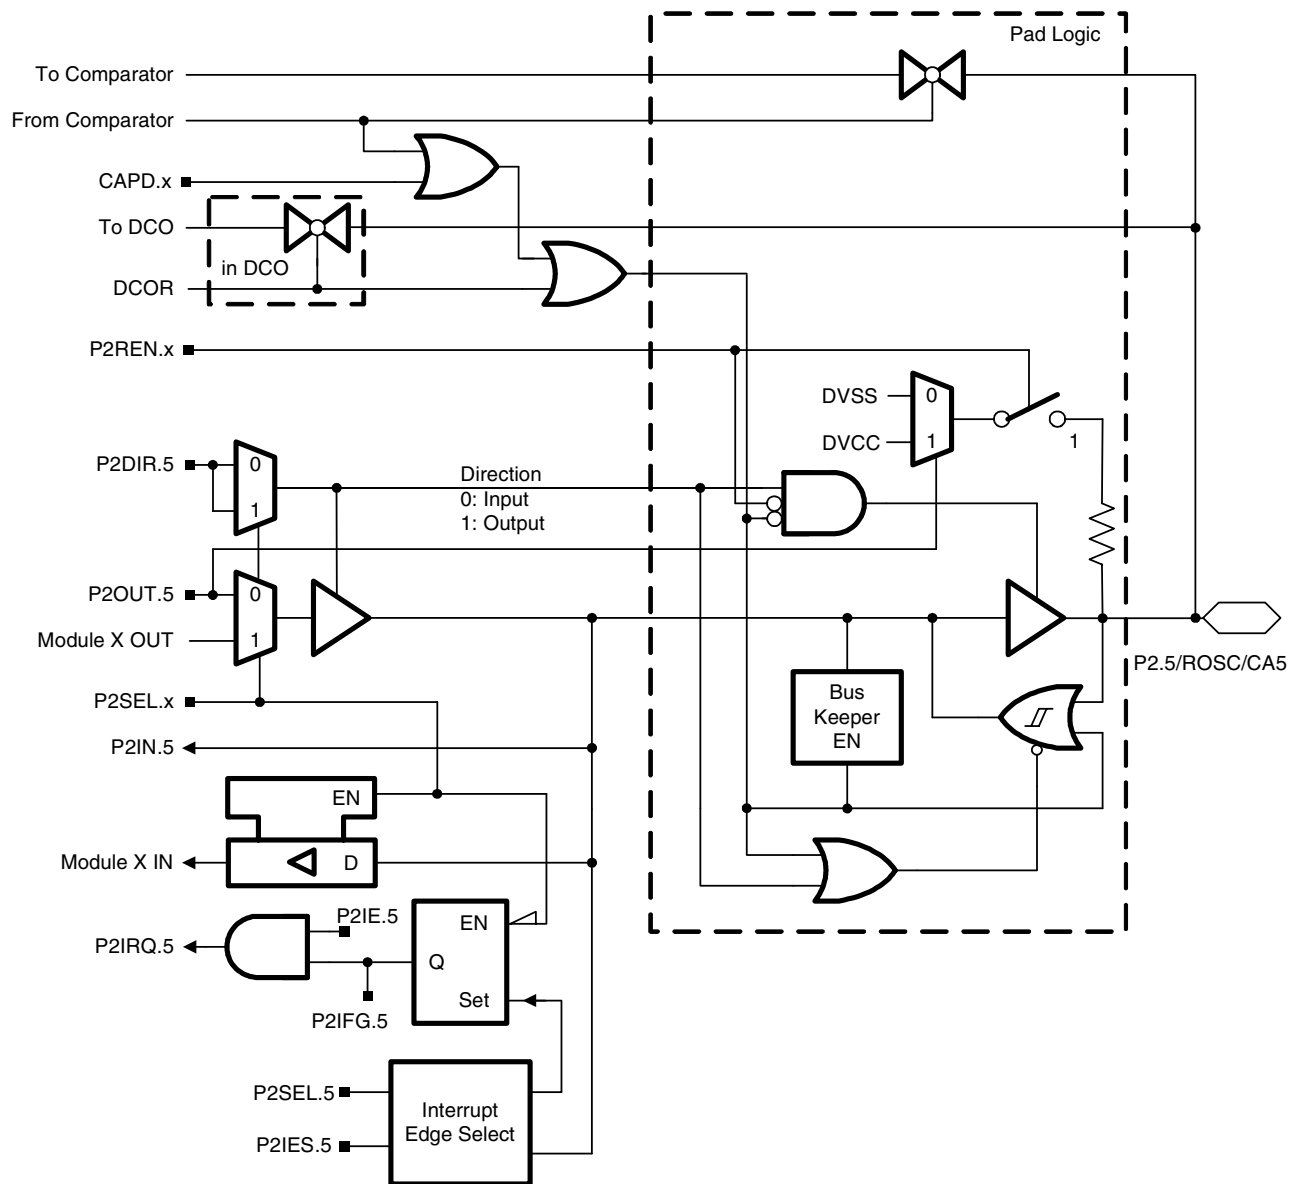 Pad Logic
To Comparator
From Comparator
CAPD.x
To DCO
in DCO
DCOR
P2REN.x
DVSS
0
DVCC
1
1
P2DIR.5
0
1
Direction
0: Input
1: Output
P2OUT.5
0
Module X OUT
1
P2.5/ROSC/CA5
P2SEL.x
Bus
Keeper
EN
P2IN.5
EN
Module X IN
D
P2IE.5
EN
P2IRQ.5
Q
Set
P2IFG.5
P2SEL.5
Interrupt
Edge Select
P2IES.5